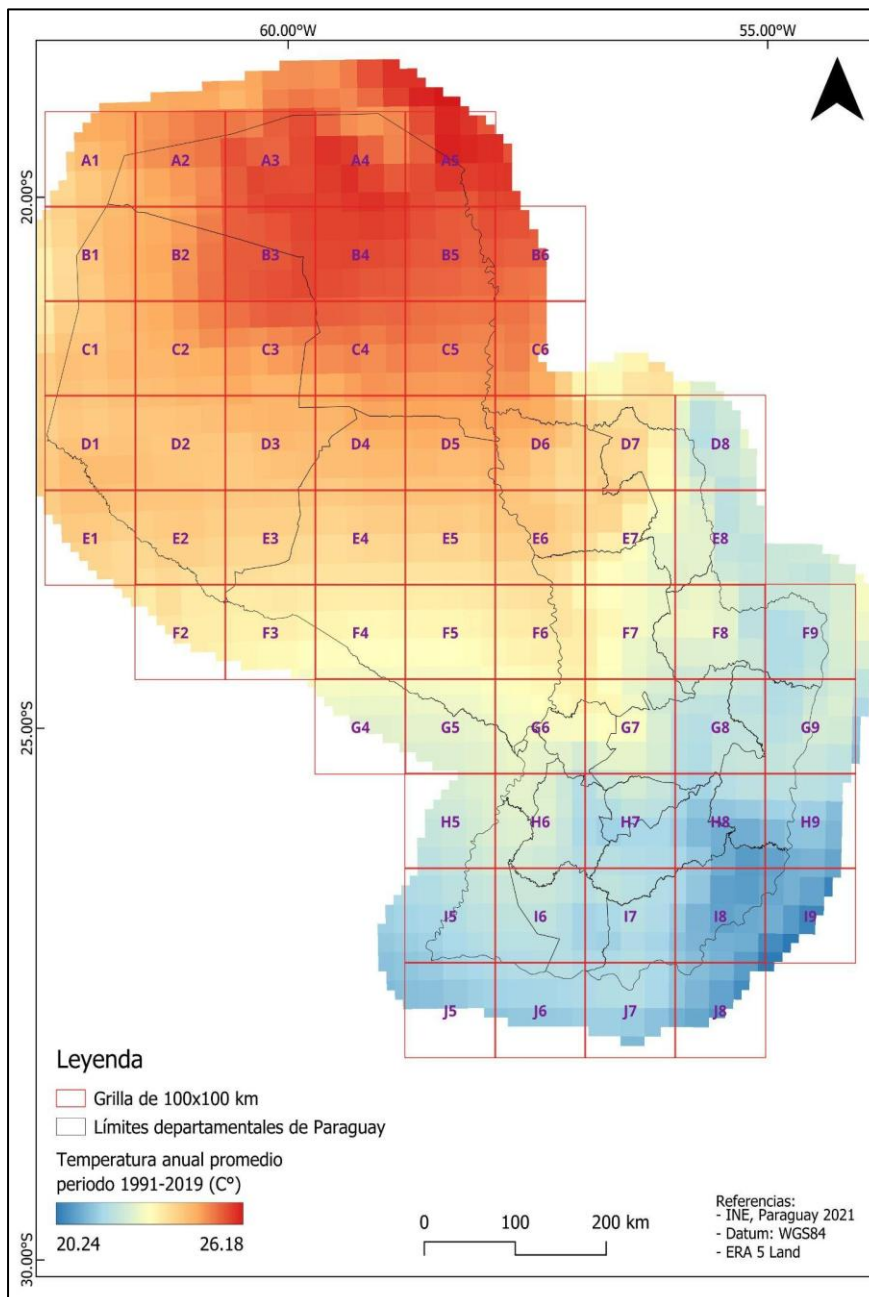 60.00°W 55.00°W
20.00°S
25.00°S
30.00°S
A1 A2 A3 A4 A5
B1 B2 B3 B4 B5 B6
C1 C2 C3 C4 C5 C6
D1 D2 D3 D4 D5 D6 D7 D8
E1 E2 E3 E4 E5 E6 E7 E8
F2 F3 F4 F5 F6 F7 F8 F9
G4 G5 G6 G7 G8 G9
H5 H6 H7 H8 H9
I5 I6 I7 I8 I9
J5 J6 J7 J8
Leyenda
Grilla de 100x100 km
Límites departamentales de Paraguay
Temperatura anual promedio
periodo 1991-2019 (C°)
20.24 26.18
0 100 200 km
Referencias:
- INE, Paraguay 2021
- Datum: WGS84
- ERA 5 Land